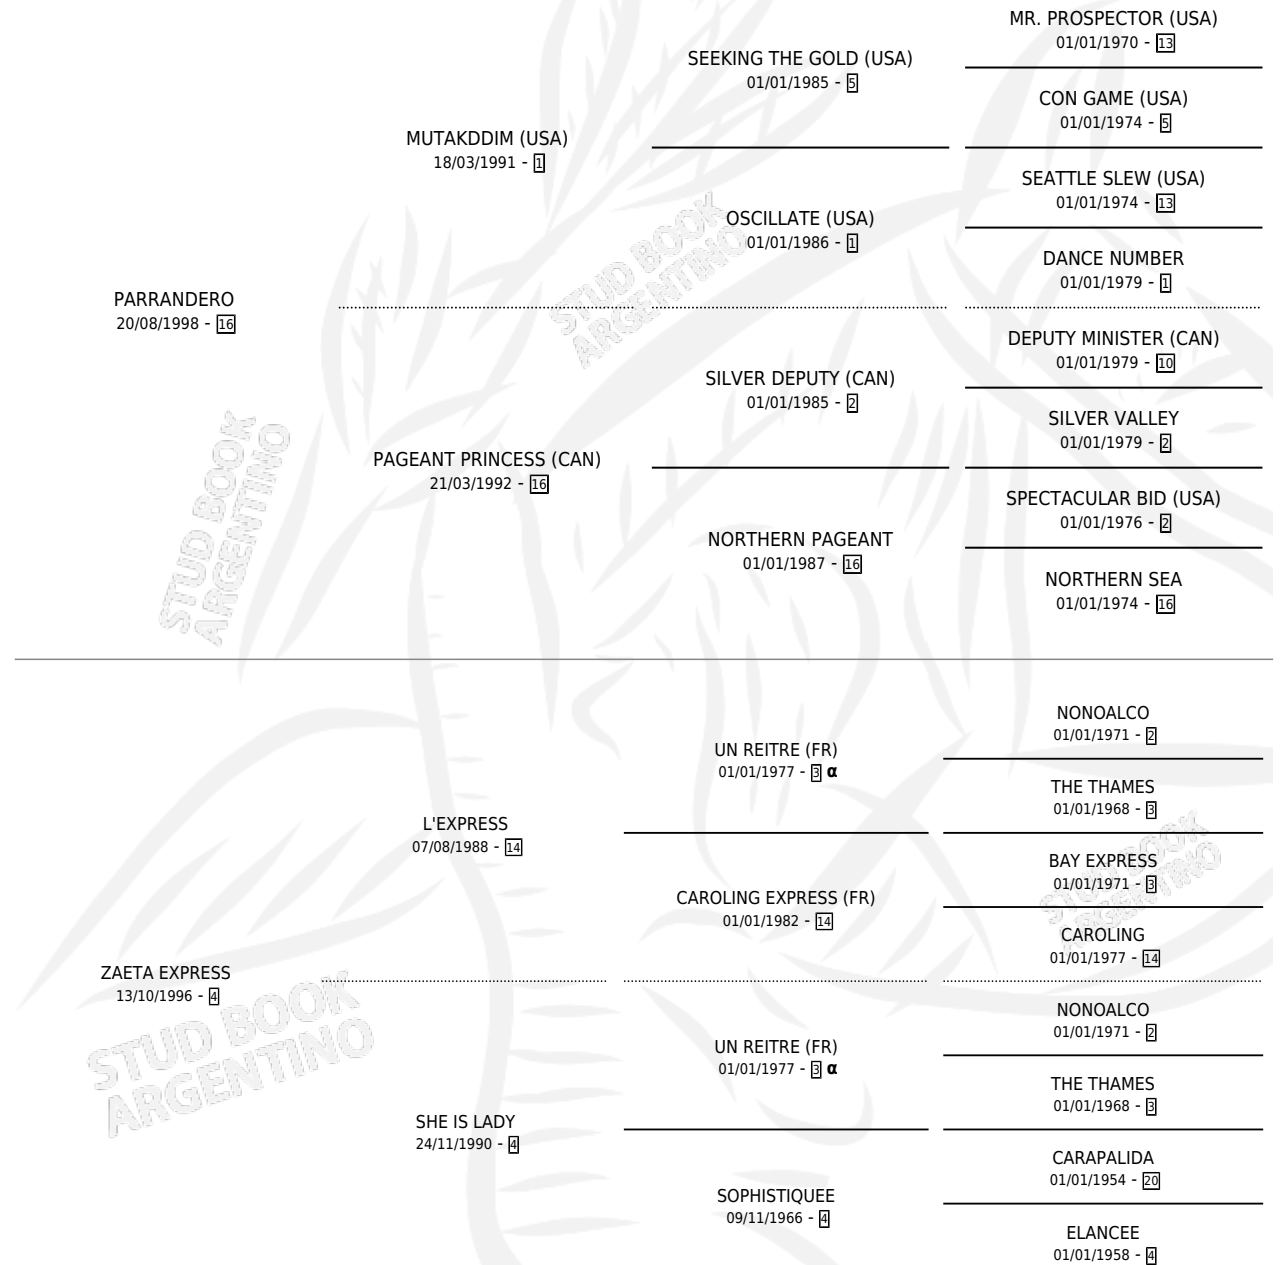 MR. PROSPECTOR (USA)
01/01/1970 - 13
SEEKING THE GOLD (USA)
01/01/1985 - 5
CON GAME (USA)
01/01/1974 - 5
MUTAKDDIM (USA)
18/03/1991 - 1
SEATTLE SLEW (USA)
01/01/1974 - 13
OSCILLATE (USA)
01/01/1986 - 1
DANCE NUMBER
01/01/1979 - 1
PARRANDERO
20/08/1998 - 16
DEPUTY MINISTER (CAN)
01/01/1979 - 10
SILVER DEPUTY (CAN)
01/01/1985 - 2
SILVER VALLEY
01/01/1979 - 2
PAGEANT PRINCESS (CAN)
21/03/1992 - 16
SPECTACULAR BID (USA)
01/01/1976 - 2
NORTHERN PAGEANT
01/01/1987 - 16
NORTHERN SEA
01/01/1974 - 16
NONOALCO
01/01/1971 - 2
UN REITRE (FR)
01/01/1977 - 3 α
THE THAMES
01/01/1968 - 3
L'EXPRESS
07/08/1988 - 14
BAY EXPRESS
01/01/1971 - 3
CAROLING EXPRESS (FR)
01/01/1982 - 14
CAROLING
01/01/1977 - 14
ZAETA EXPRESS
13/10/1996 - 4
NONOALCO
01/01/1971 - 2
UN REITRE (FR)
01/01/1977 - 3 α
THE THAMES
01/01/1968 - 3
SHE IS LADY
24/11/1990 - 4
CARAPALIDA
01/01/1954 - 20
SOPHISTIQUEE
09/11/1966 - 4
ELANCEE
01/01/1958 - 4
STUD BOOK
ARGENTINO
STUD BOOK
ARGENTINO
STUD BOOK
ARGENTINO
STUD BOOK
ARGENTINO